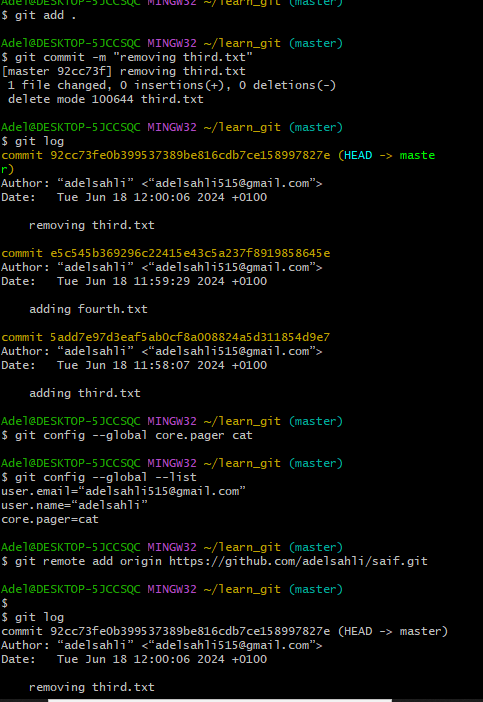 Adel@DESKTOP-5JCCSQC MINGW32 ~/learn_git (master)
$ git add .
Adel@DESKTOP-5JCCSQC MINGW32 ~/learn_git (master)
$ git commit -m "removing third.txt"
[master 92cc73f] removing third.txt
 1 file changed, 0 insertions(+), 0 deletions(-)
 delete mode 100644 third.txt
Adel@DESKTOP-5JCCSQC MINGW32 ~/learn_git (master)
$ git log
commit 92cc73fe0b399537389be816cdb7ce158997827e (HEAD -> maste
r)
Author: “adelsahli” <“adelsahli515@gmail.com”>
Date:   Tue Jun 18 12:00:06 2024 +0100
    removing third.txt
commit e5c545b369296c22415e43c5a237f8919858645e
Author: “adelsahli” <“adelsahli515@gmail.com”>
Date:   Tue Jun 18 11:59:29 2024 +0100
    adding fourth.txt
commit 5add7e97d3eaf5ab0cf8a008824a5d311854d9e7
Author: “adelsahli” <“adelsahli515@gmail.com”>
Date:   Tue Jun 18 11:58:07 2024 +0100
    adding third.txt
Adel@DESKTOP-5JCCSQC MINGW32 ~/learn_git (master)
$ git config --global core.pager cat
Adel@DESKTOP-5JCCSQC MINGW32 ~/learn_git (master)
$ git config --global --list
user.email=“adelsahli515@gmail.com”
user.name=“adelsahli”
core.pager=cat
Adel@DESKTOP-5JCCSQC MINGW32 ~/learn_git (master)
$ git remote add origin https://github.com/adelsahli/saif.git
Adel@DESKTOP-5JCCSQC MINGW32 ~/learn_git (master)
$
$ git log
commit 92cc73fe0b399537389be816cdb7ce158997827e (HEAD -> master)
Author: “adelsahli” <“adelsahli515@gmail.com”>
Date:   Tue Jun 18 12:00:06 2024 +0100
    removing third.txt